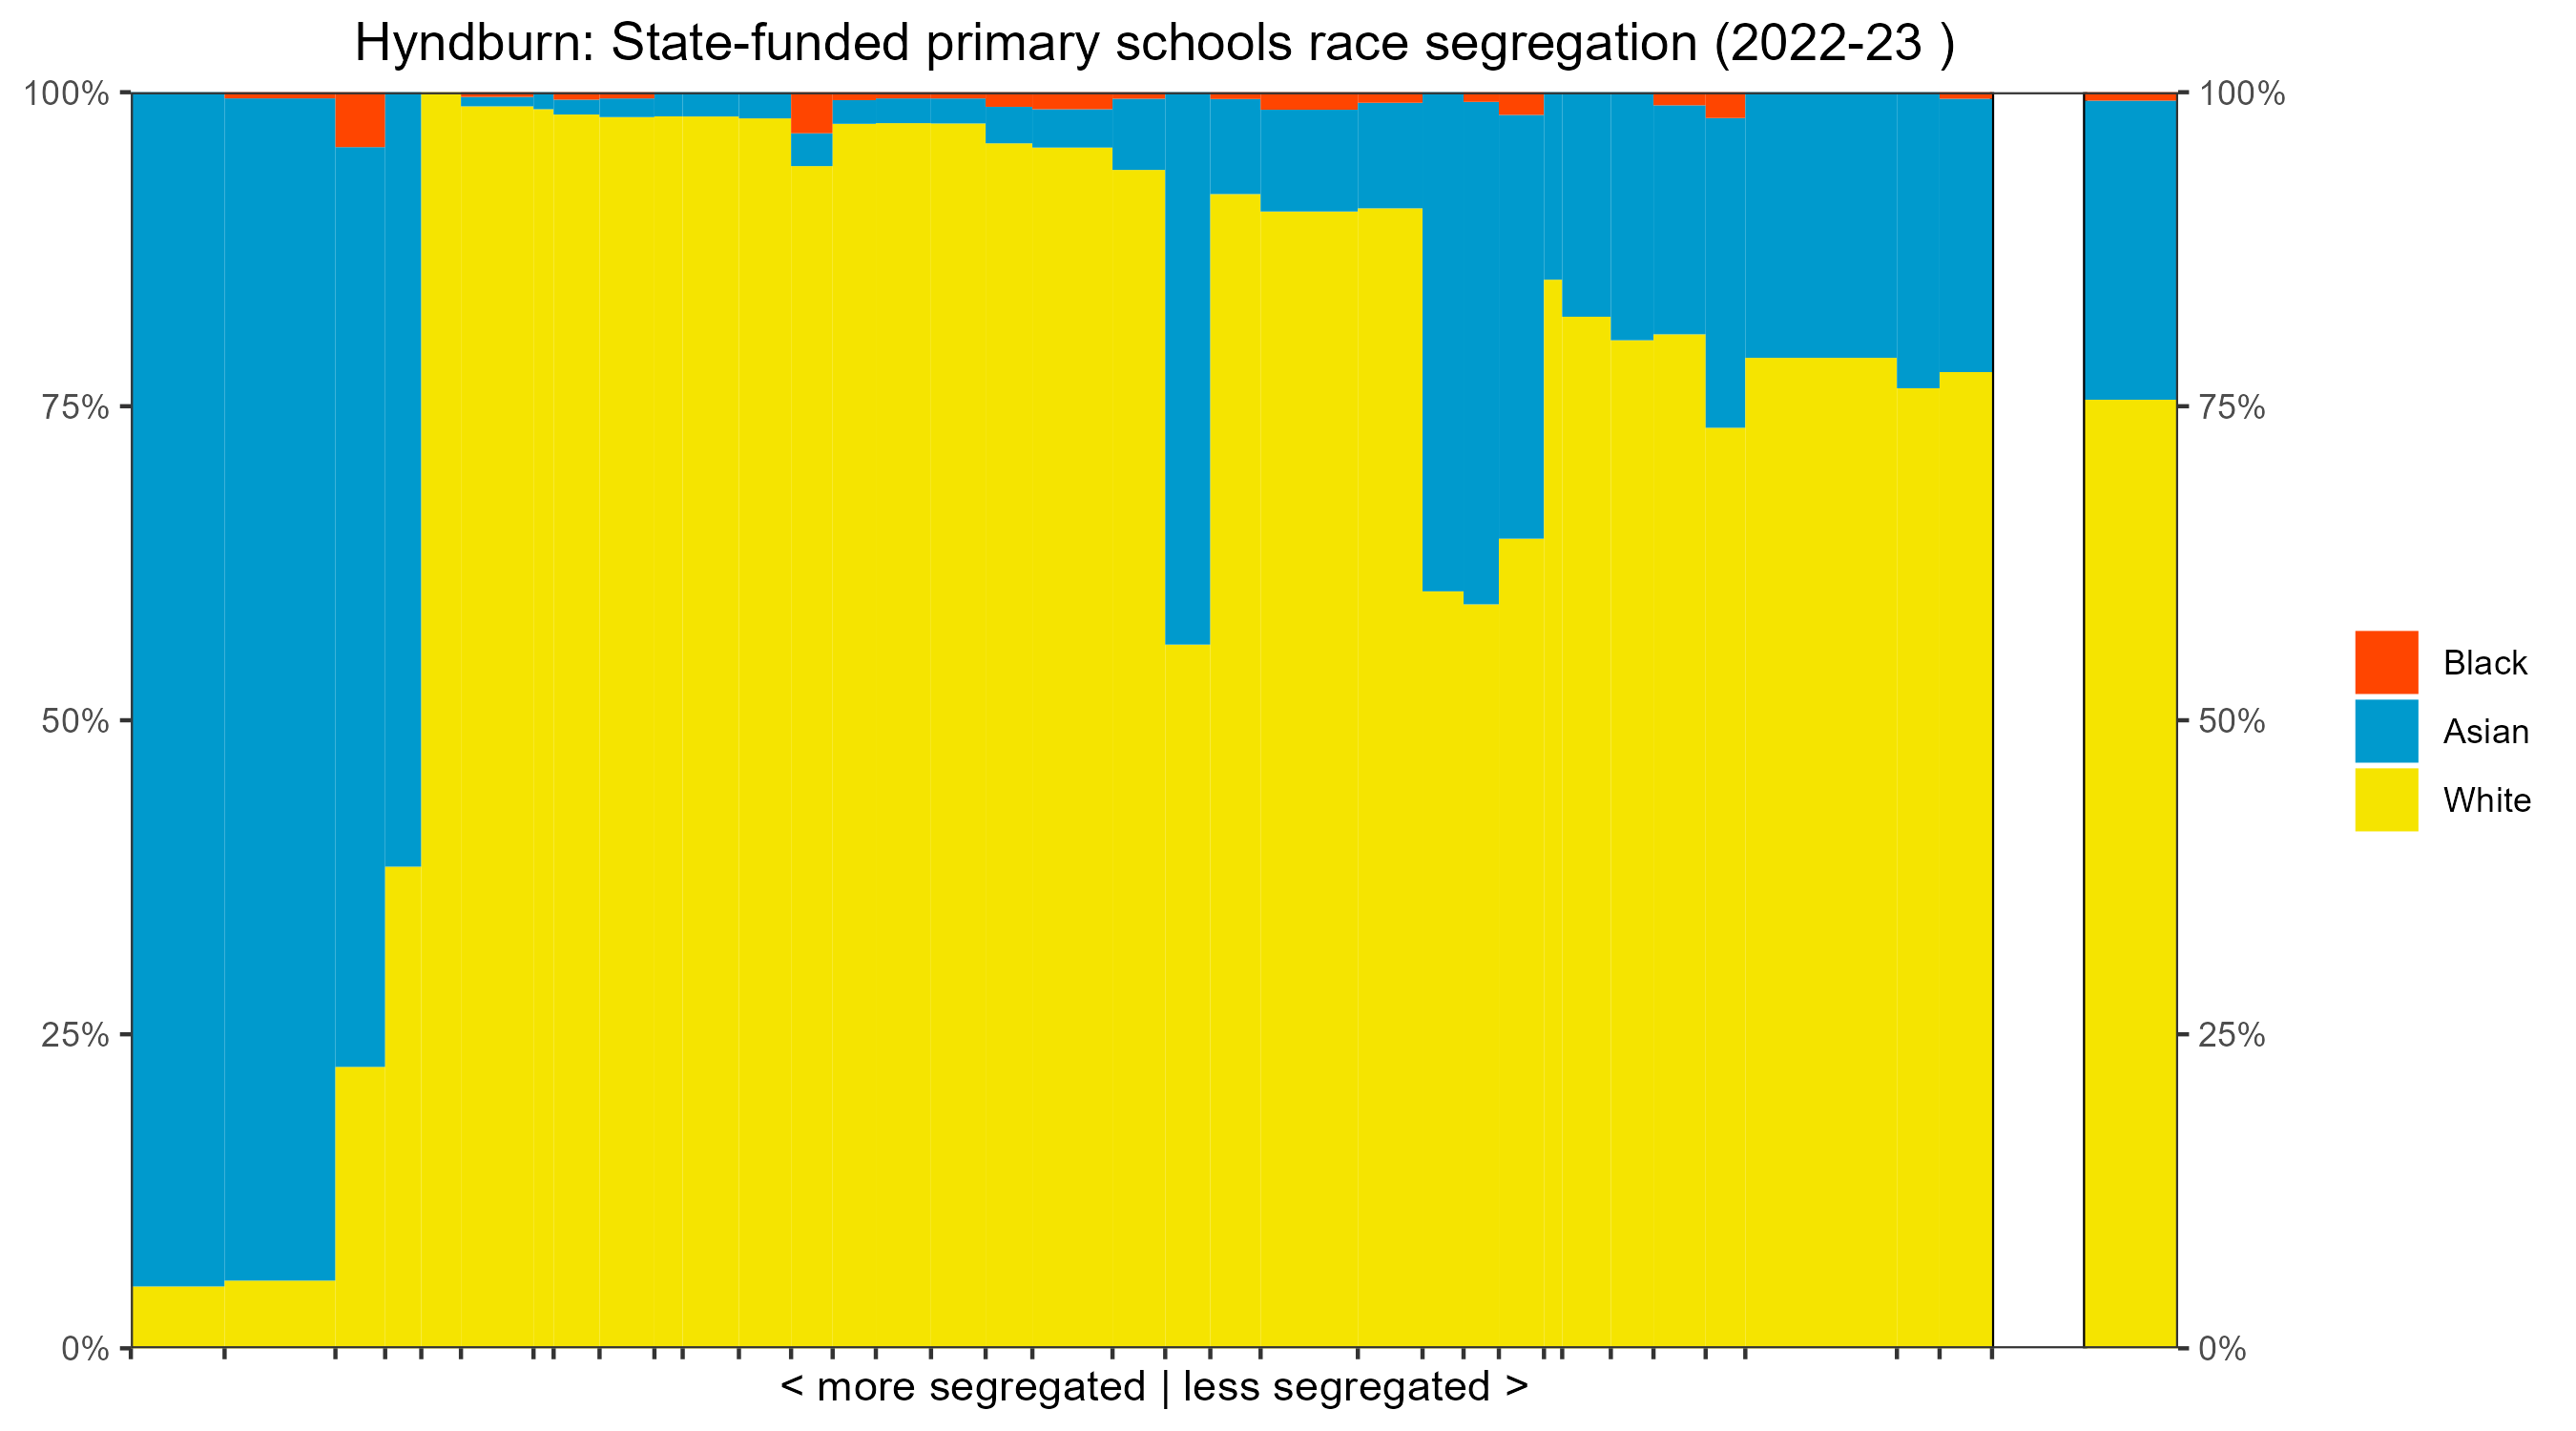 Hyndburn: State-funded primary schools race segregation (2022-23 )
100%
75%
50%
25%
0%
100%
75%
50%
25%
0%
Black
Asian
White
< more segregated | less segregated >